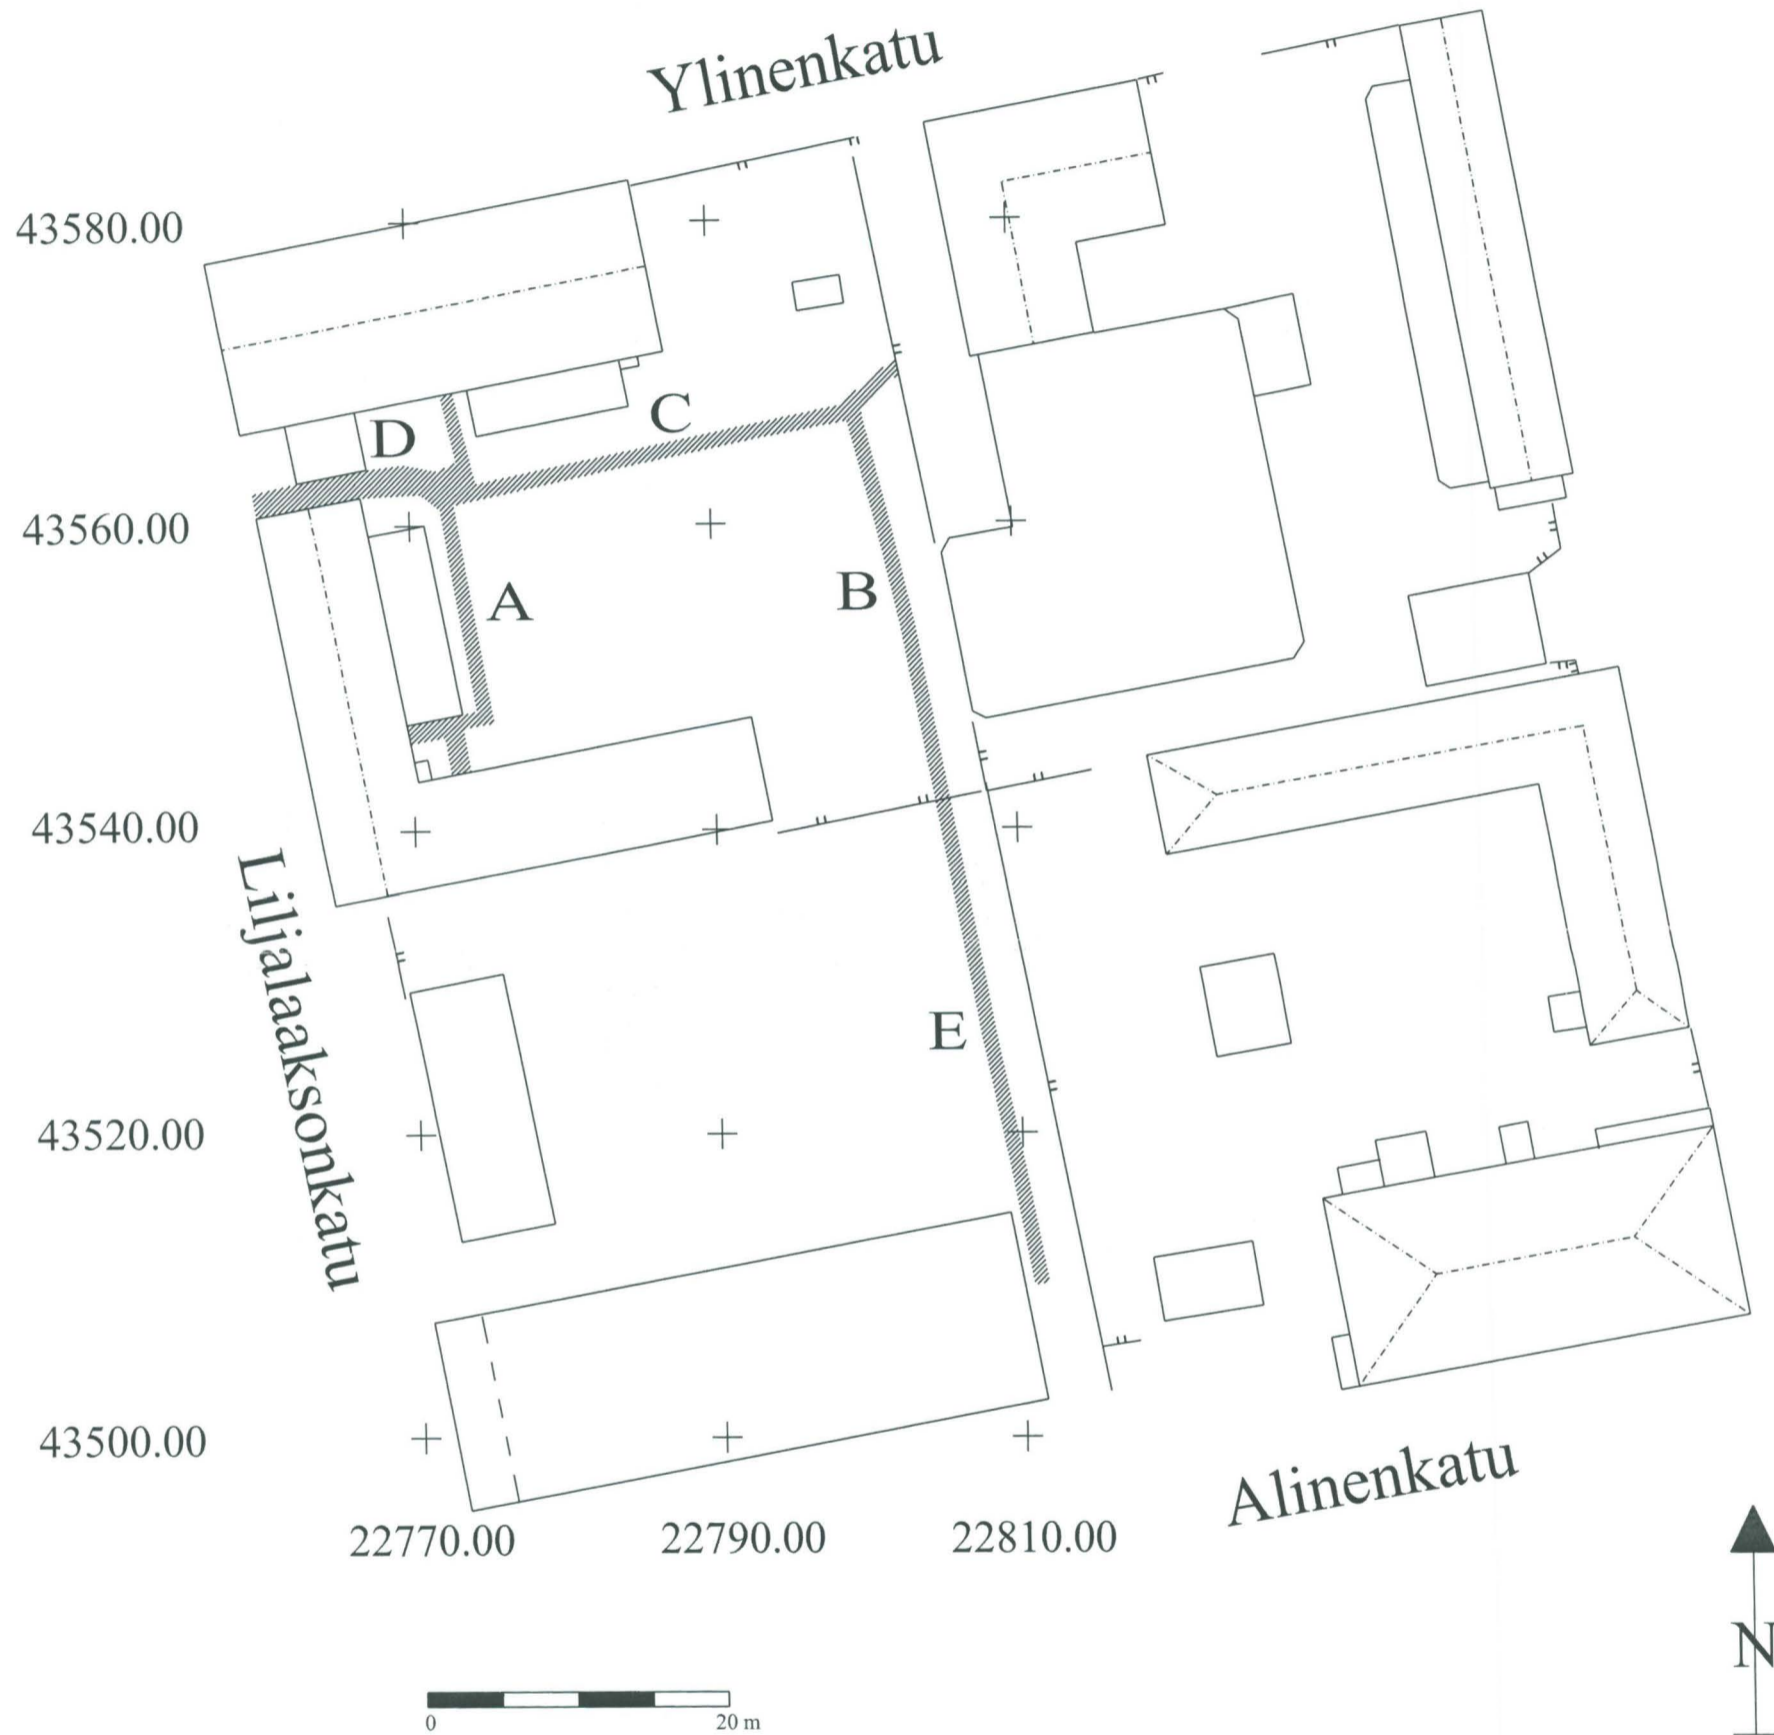 Ylinenkatu
43580.00
C
D
43560.00
A
B
43540.00
Liljalaaksonkatu
E
43520.00
43500.00
22770.00
22790.00
22810.00
Alinenkatu
N
0
20 m